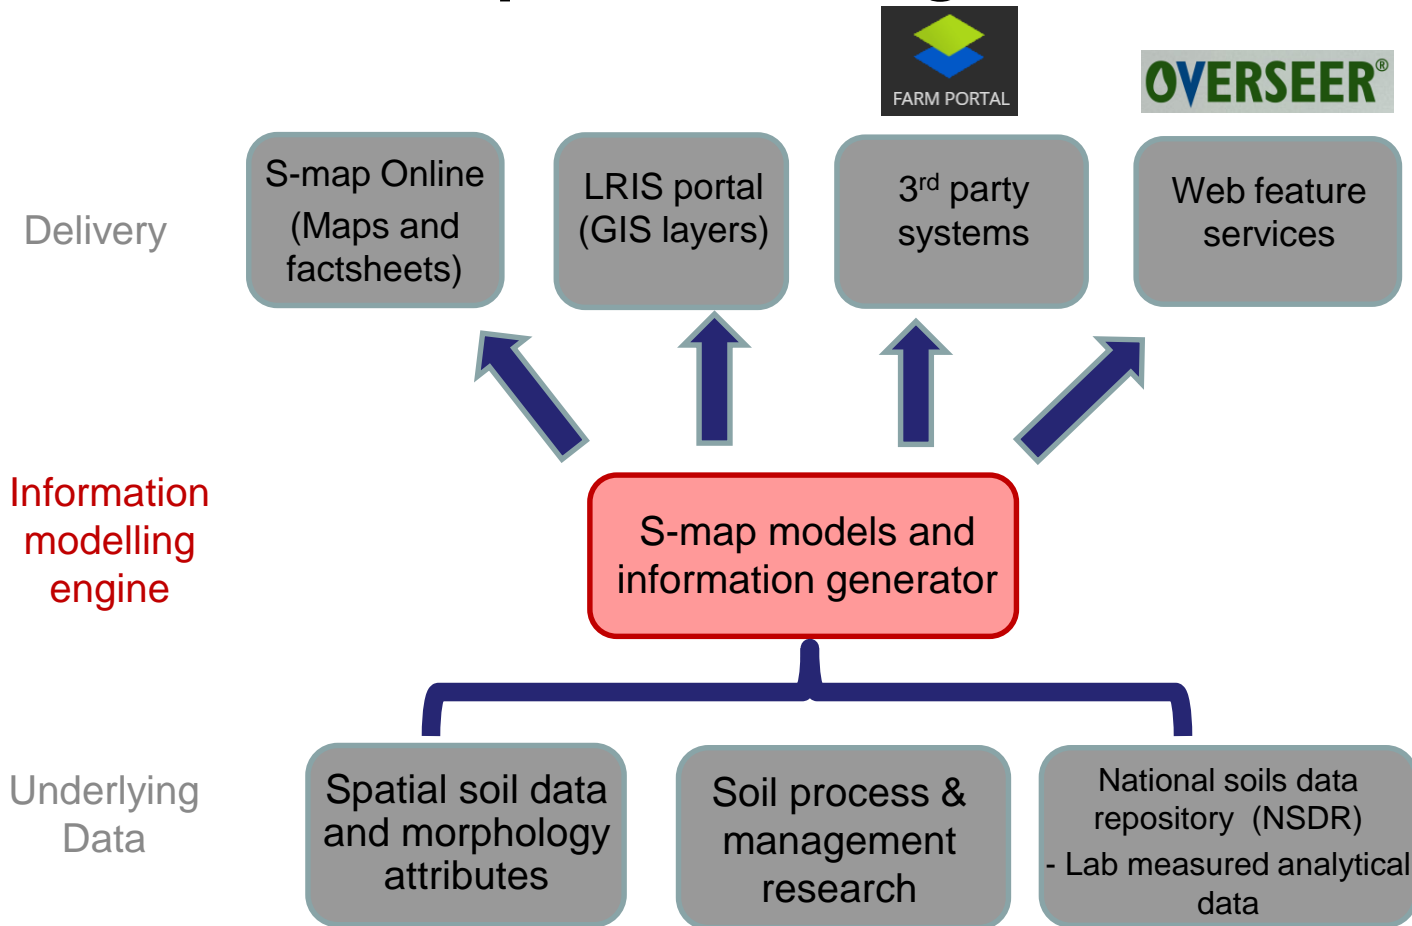 FARM PORTAL
OVERSEER®
S-map Online
(Maps and
factsheets)
LRIS portal
(GIS layers)
3rd party
systems
Web feature
services
Delivery
Information
modelling
engine
S-map models and
information generator
Underlying
Data
Spatial soil data
and morphology
attributes
Soil process &
management
research
National soils data
repository (NSDR)
- Lab measured analytical
data